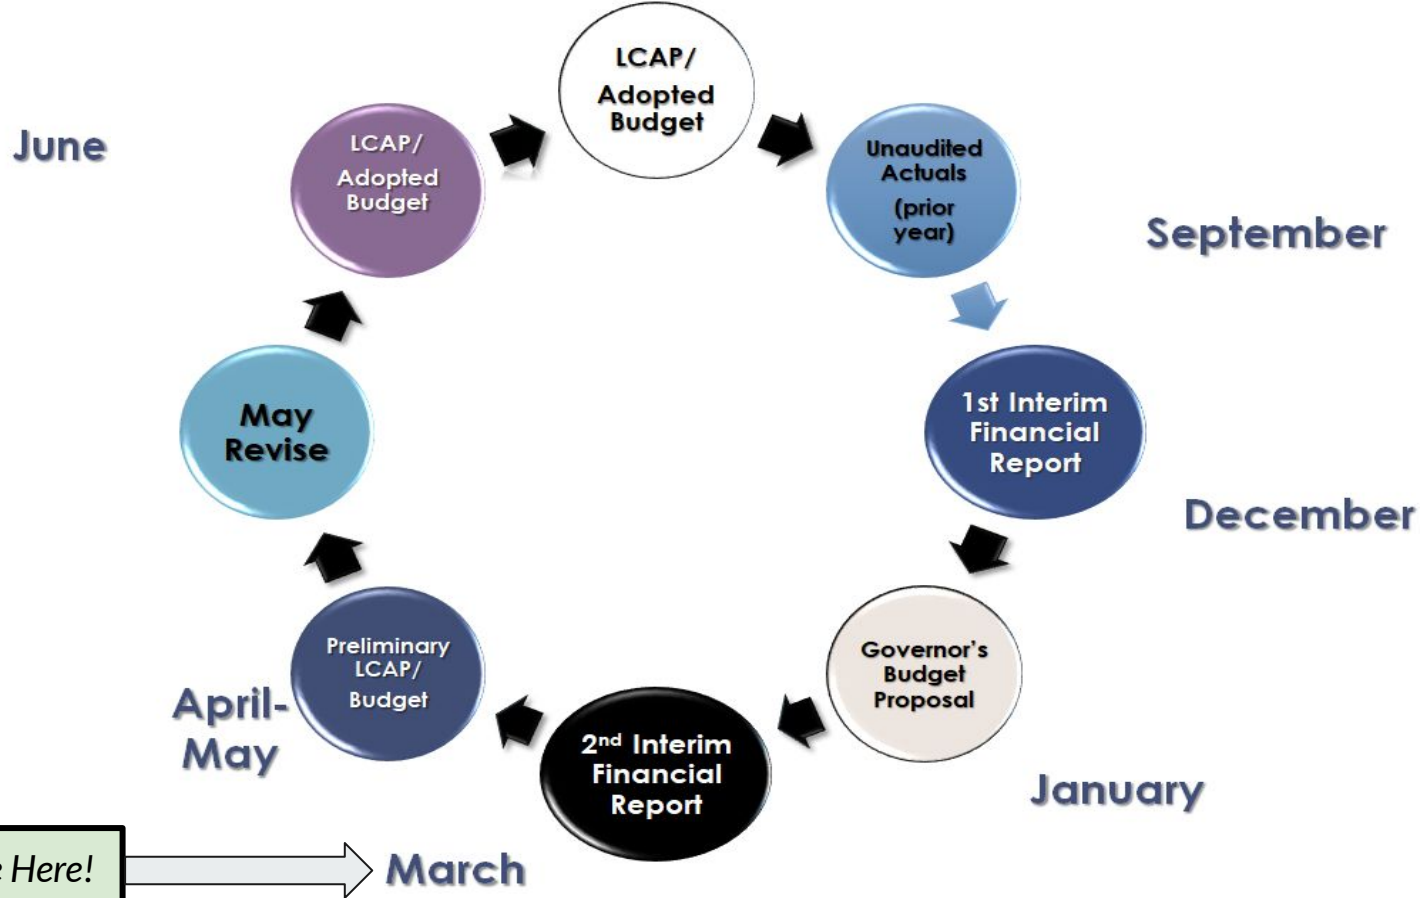 LCAP/
Adopted
Budget
Unaudited
Actuals
(prior
year)
September
1st Interim
Financial
Report
December
Governor's
Budget
Proposal
January
2nd Interim
Financial
Report
March
Here!
Preliminary
LCAP/
Budget
April-
May
May
Revise
LCAP/
Adopted
Budget
June